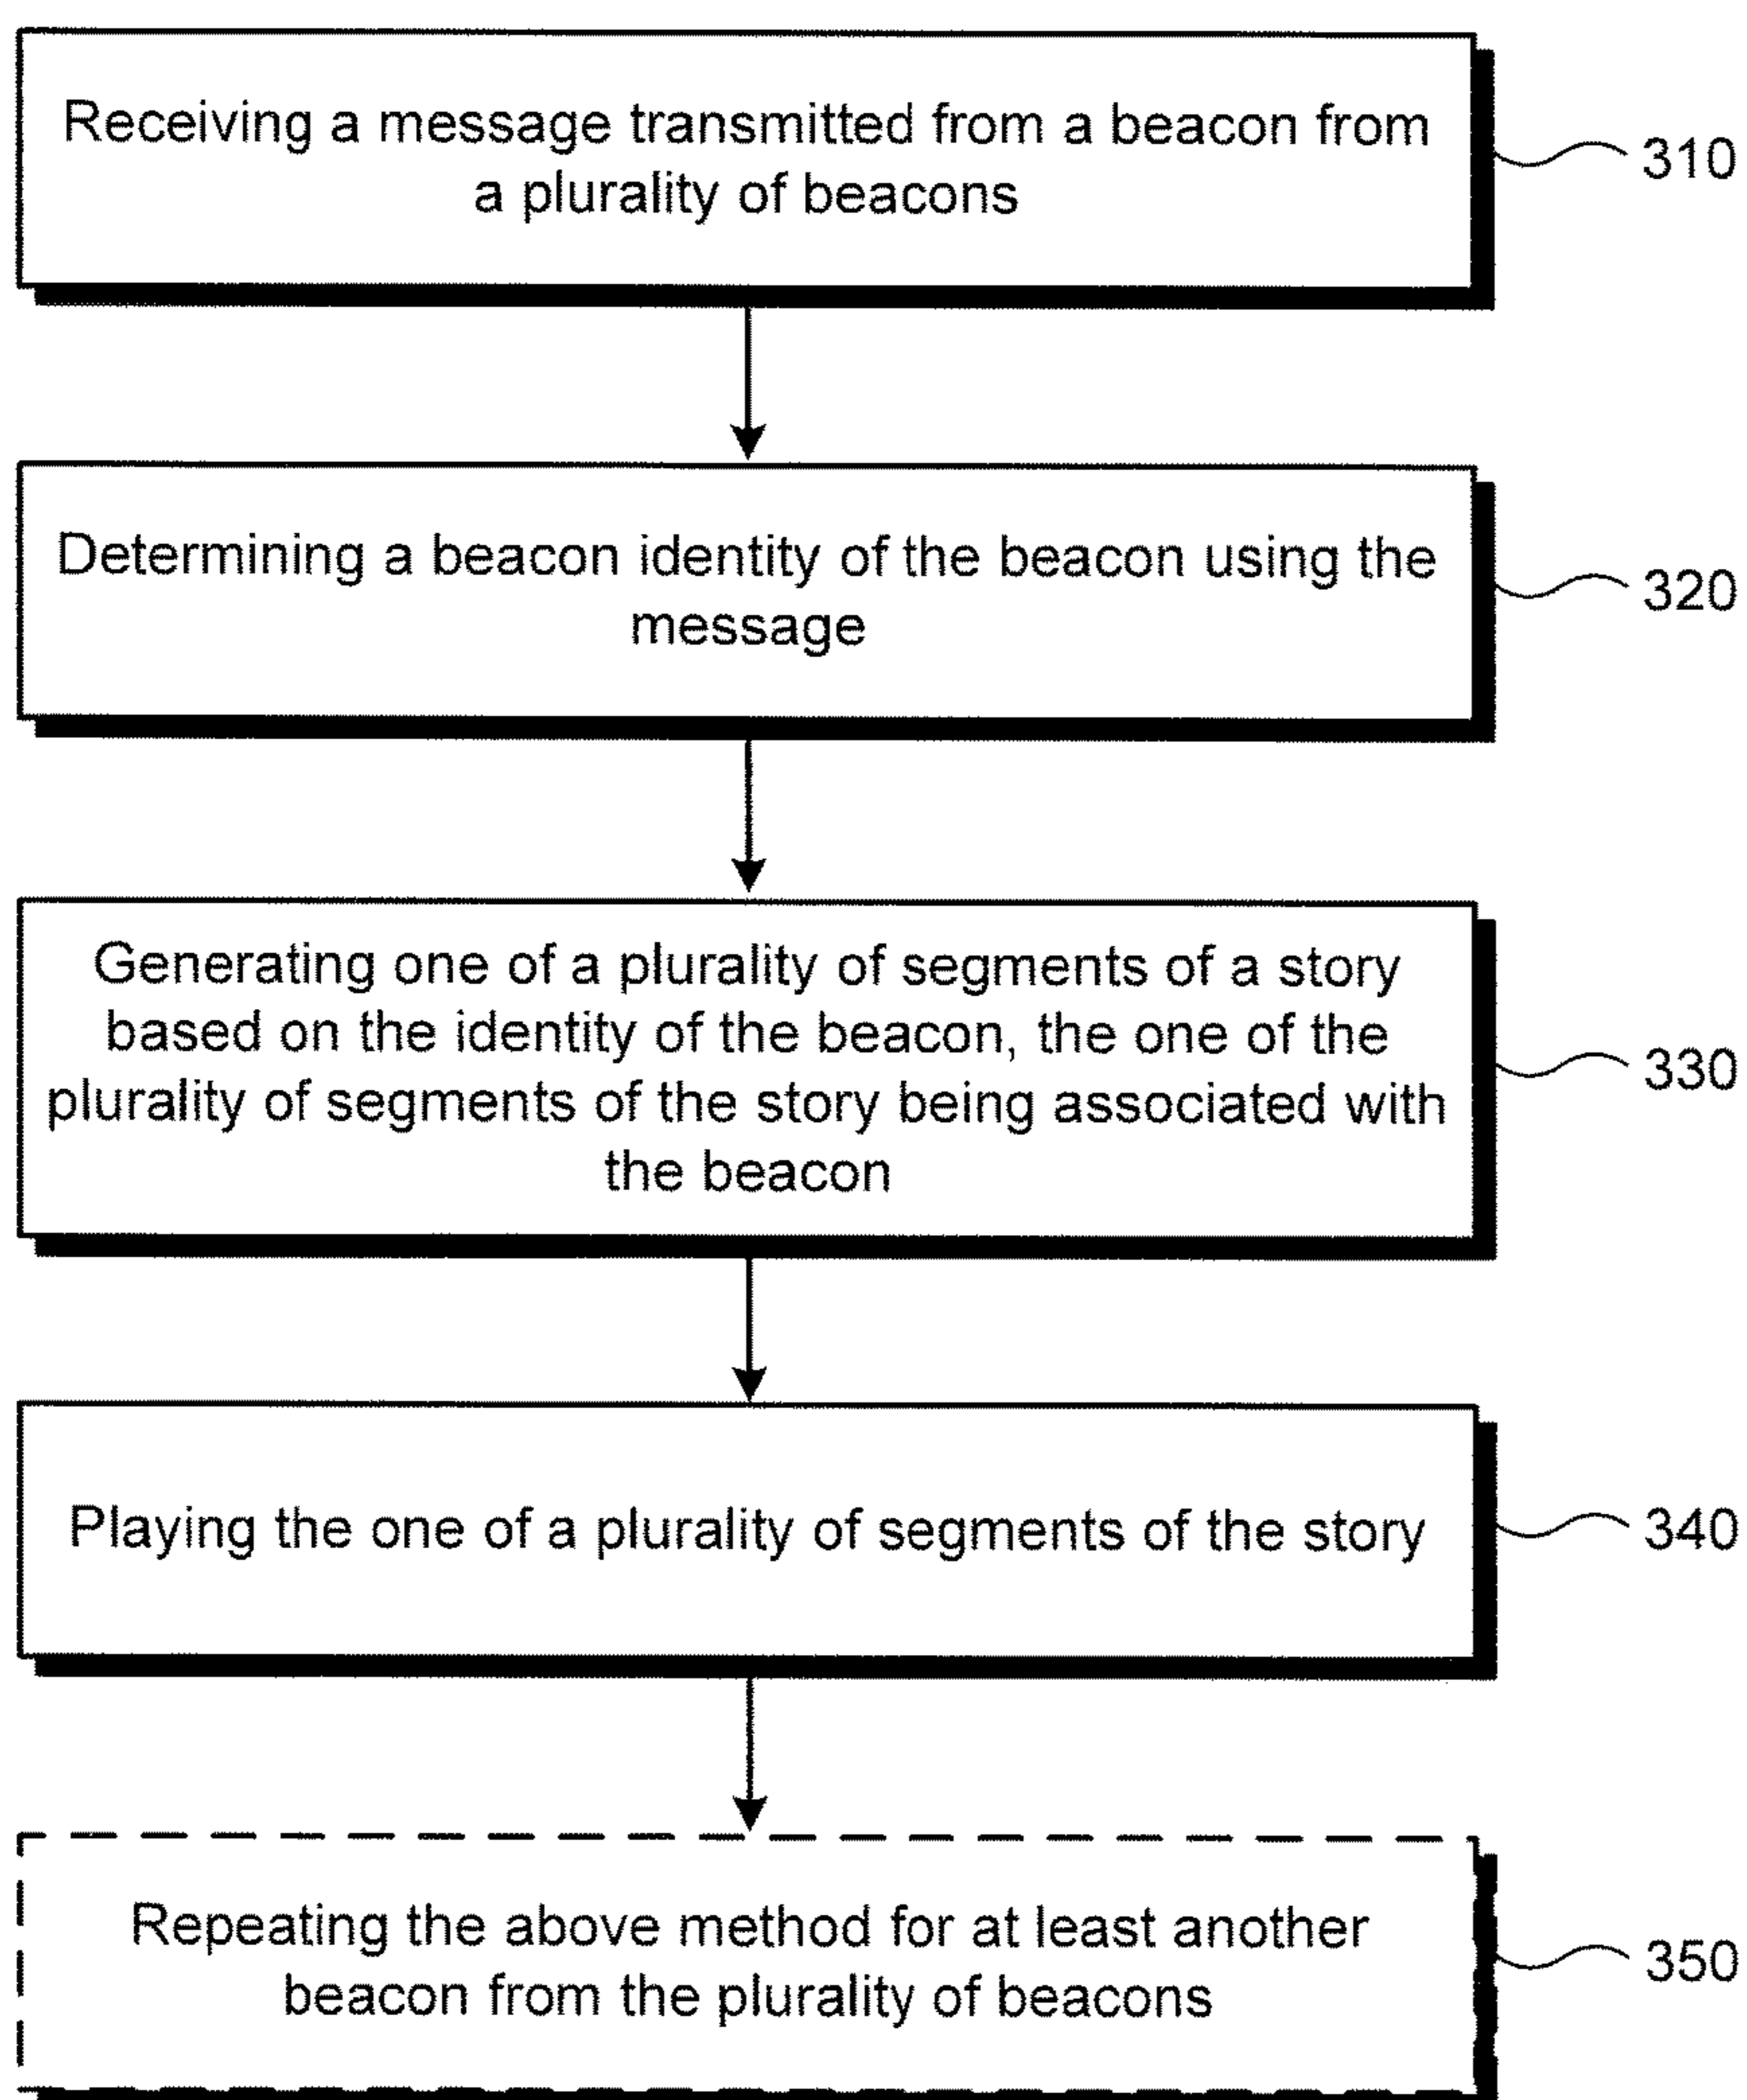 Receiving a message transmitted from a beacon from
a plurality of beacons
310
Determining a beacon identity of the beacon using the
message
320
Generating one of a plurality of segments of a story
based on the identity of the beacon, the one of the
plurality of segments of the story being associated with
the beacon
330
Playing the one of a plurality of segments of the story
340
Repeating the above method for at least another
beacon from the plurality of beacons
350